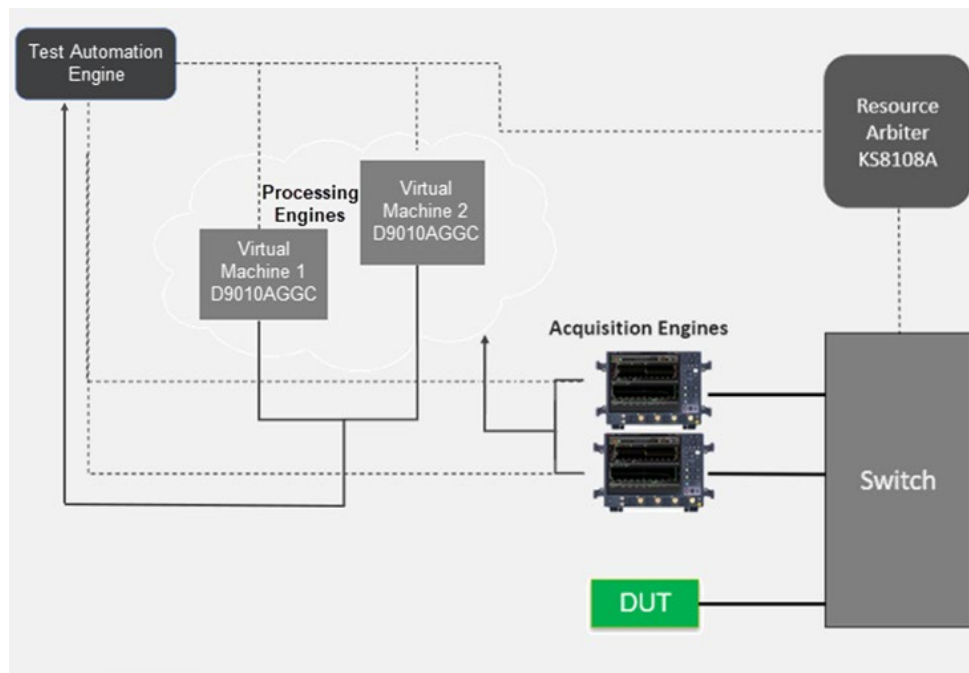 Test Automation
Engine
Resource
Arbiter
KS8108A
Processing
Engines
Virtual
Machine 2
D9010AGGC
Virtual
Machine 1
D9010AGGC
Acquisition Engines
Switch
DUT